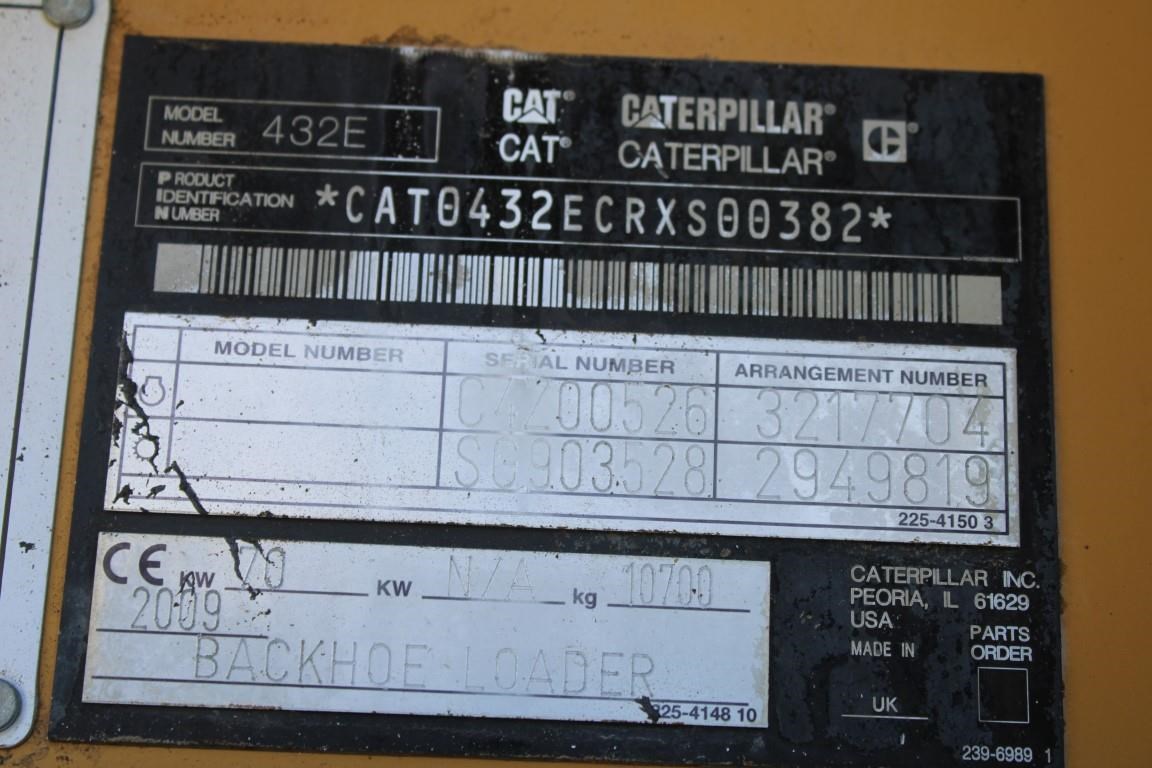 MODEL NUMBER 432E
CAT® CATERPILLAR®
CAT® CATERPILLAR®
PRODUCT IDENTIFICATION NUMBER *CAT0432ECRXS00382*
MODEL NUMBER SERIAL NUMBER ARRANGEMENT NUMBER
C4Z00526 3217704
SG903528 2949819
225-4150 3
CE KW 70 KW N/A kg 10700
2009
BACKHOE LOADER
225-4148 10
CATERPILLAR INC.
PEORIA, IL 61629
USA
MADE IN
UK
PARTS
ORDER
239-6989 1